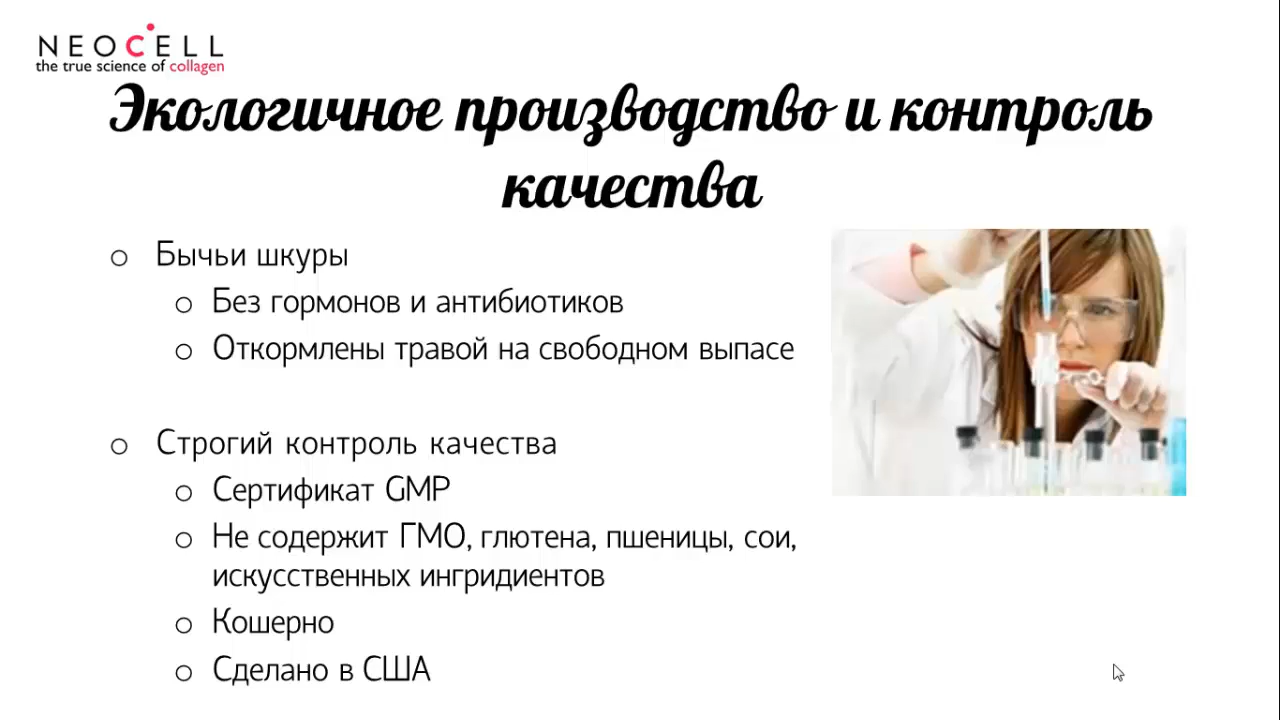 NEOCELL
the true science of collagen
Экологичное производство и контроль
качества
Бычьи шкуры
Без гормонов и антибиотиков
Откормлены травой на свободном выпасе
Строгий контроль качества
Сертификат GMP
Не содержит ГМО, глютена, пшеницы, сои,
искусственных ингридиентов
Кошерно
Сделано в США